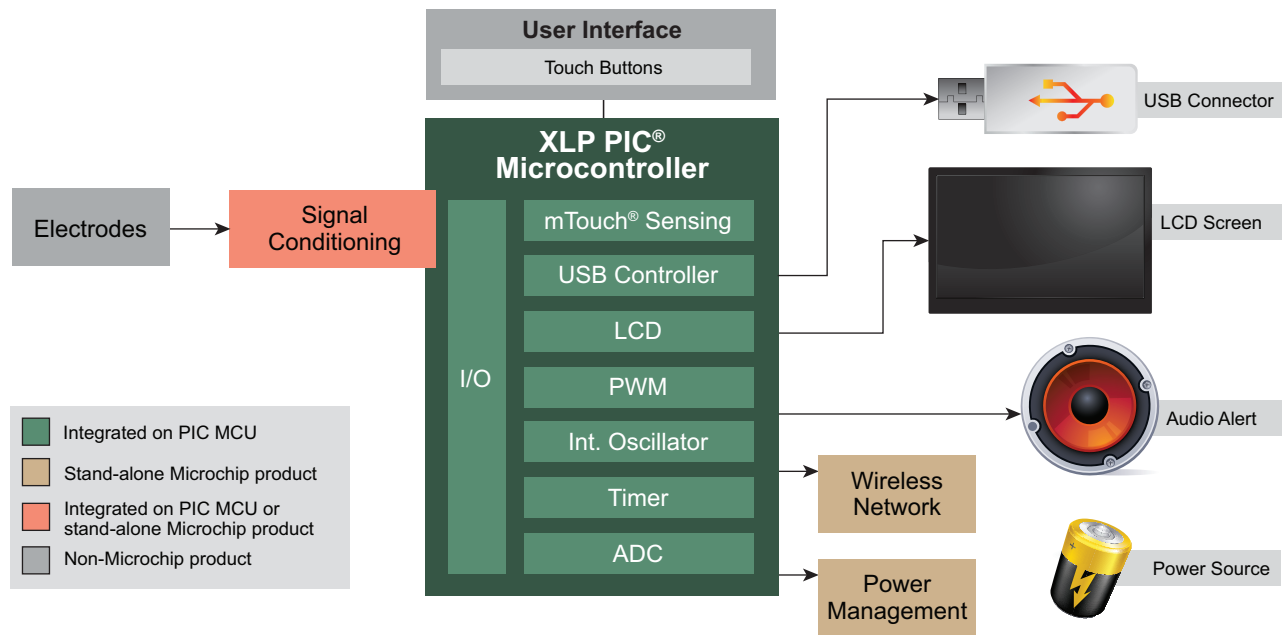 User Interface
Touch Buttons
XLP PIC®
Microcontroller
Electrodes
Signal
Conditioning
I/O
mTouch® Sensing
USB Controller
LCD
PWM
Int. Oscillator
Timer
ADC
USB Connector
LCD Screen
Audio Alert
Wireless
Network
Power
Management
+
Power Source
Integrated on PIC MCU
Stand-alone Microchip product
Integrated on PIC MCU or
stand-alone Microchip product
Non-Microchip product